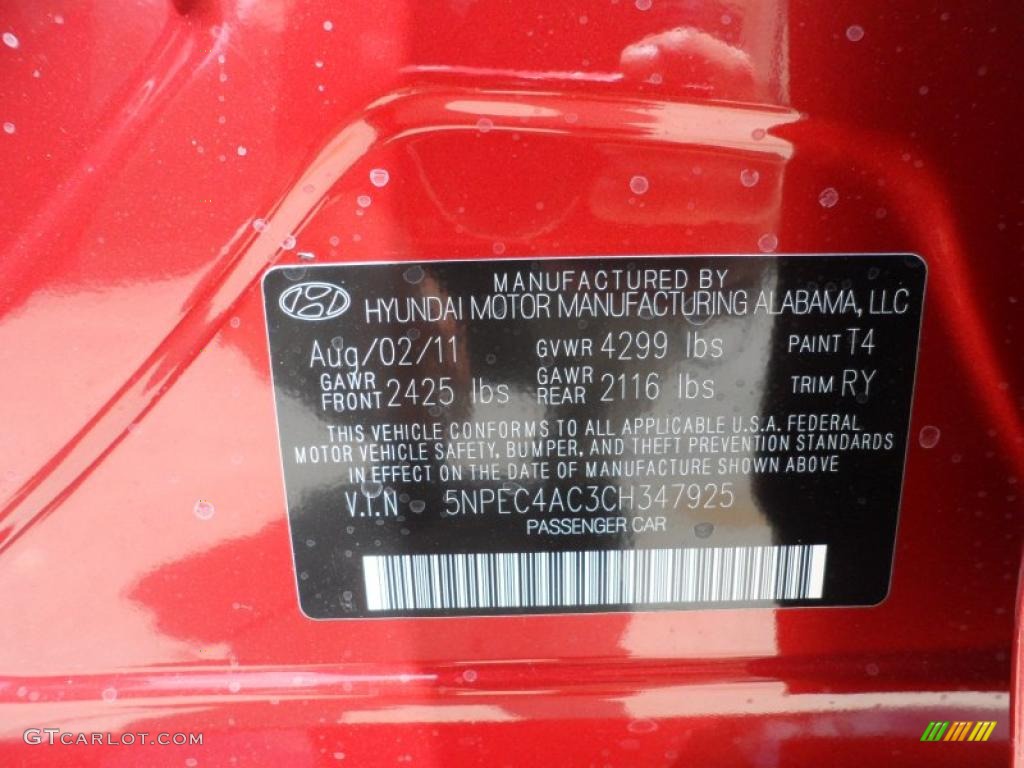 MANUFACTURED BY
HYUNDAI MOTOR MANUFACTURING ALABAMA, LLC
Aug/02/11 GVWR 4299 lbs PAINT T4
GAWR FRONT 2425 lbs GAWR REAR 2116 lbs TRIM RY
THIS VEHICLE CONFORMS TO ALL APPLICABLE U.S.A. FEDERAL
MOTOR VEHICLE SAFETY, BUMPER, AND THEFT PREVENTION STANDARDS
IN EFFECT ON THE DATE OF MANUFACTURE SHOWN ABOVE
V.I.N 5NPEC4AC3CH347925
PASSENGER CAR
GTCARLOT.COM